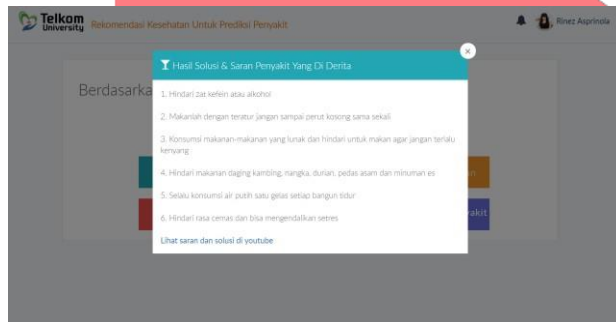 Telkom
University
Rekomendasi Kesehatan Untuk Prediksi Penyakit
Rinez Asprinola
Hasil Solusi & Saran Penyakit Yang Di Derita
×
Berdasarka
1. Hindari zat kefein atau alkohol
2. Makanlah dengan teratur jangan sampai perut kosong sama sekali
3. Konsumsi makanan-makanan yang lunak dan hindari untuk makan agar jangan terlalu
kenyang
4. Hindari makanan daging kambing, nangka, durian, pedas asam dan minuman es
5. Selalu konsumsi air putih satu gelas setiap bangun tidur
6. Hindari rasa cemas dan bisa mengendalikan setres
Lihat saran dan solusi di youtube
an
akit